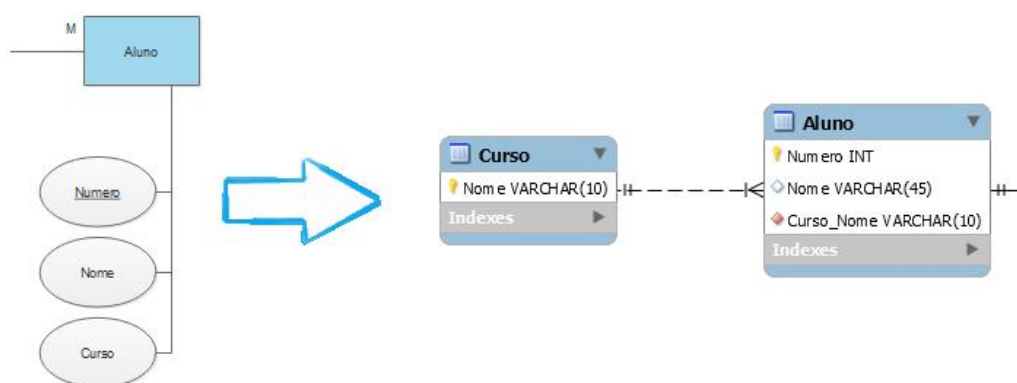 M
Aluno
Numero
Nome
Curso
Curso
Nome VARCHAR(10)
Indexes
Aluno
Numero INT
Nome VARCHAR(45)
Curso_Nome VARCHAR(10)
Indexes